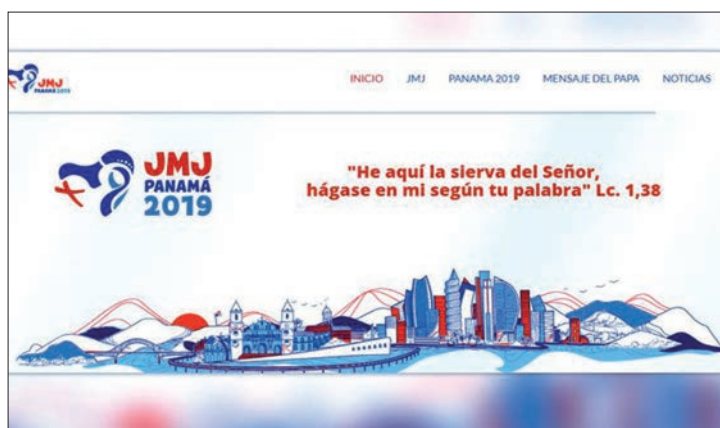 JMJ
PANAMÁ 2019
INICIO JMJ PANAMA 2019 MENSAJE DEL PAPA NOTICIAS
JMJ
PANAMÁ
2019
"He aquí la sierva del Señor,
hágase en mi según tu palabra" Lc. 1,38